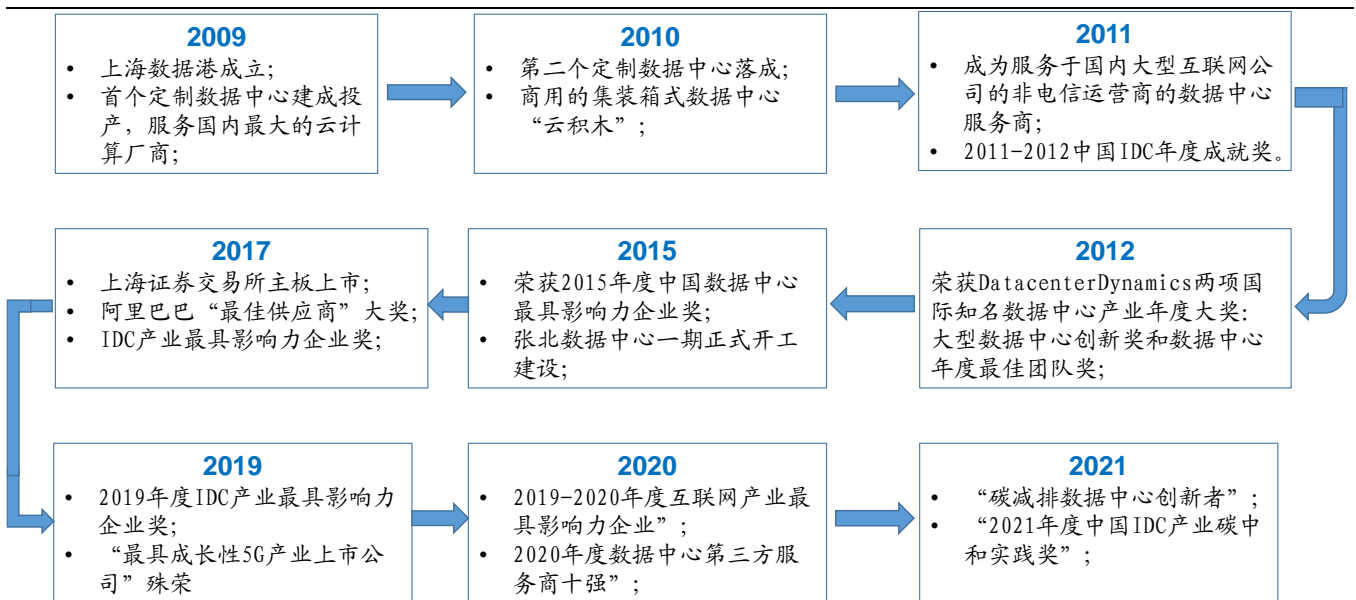 2009
• 上海数据港成立;
• 首个定制数据中心建成投
产，服务国内最大的云计
算厂商;
2010
• 第二个定制数据中心落成;
• 商用的集装箱式数据中心
“云积木”;
2011
• 成为服务于国内大型互联网公
司的非电信运营商的数据中心
服务商;
• 2011-2012中国IDC年度成就奖。
2012
荣获DatacenterDynamics两项国
际知名数据中心产业年度大奖:
大型数据中心创新奖和数据中心
年度最佳团队奖;
2015
• 荣获2015年度中国数据中心
最具影响力企业奖;
• 张北数据中心一期正式开工
建设;
2017
• 上海证券交易所主板上市;
• 阿里巴巴“最佳供应商”大奖;
• IDC产业最具影响力企业奖;
2019
• 2019年度IDC产业最具影响力
企业奖;
• “最具成长性5G产业上市公
司”殊荣
2020
• 2019-2020年度互联网产业最
具影响力企业”;
• 2020年度数据中心第三方服
务商十强”;
2021
• “碳减排数据中心创新者”;
• “2021年度中国IDC产业碳中
和实践奖”;